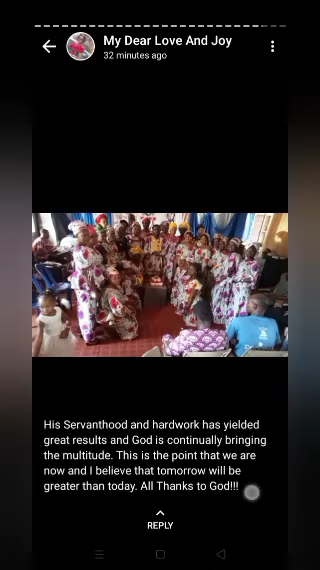 My Dear Love And Joy
32 minutes ago
His Servanthood and hardwork has yielded
great results and God is continually bringing
the multitude. This is the point that we are
now and I believe that tomorrow will be
greater than today. All Thanks to God!!!
REPLY